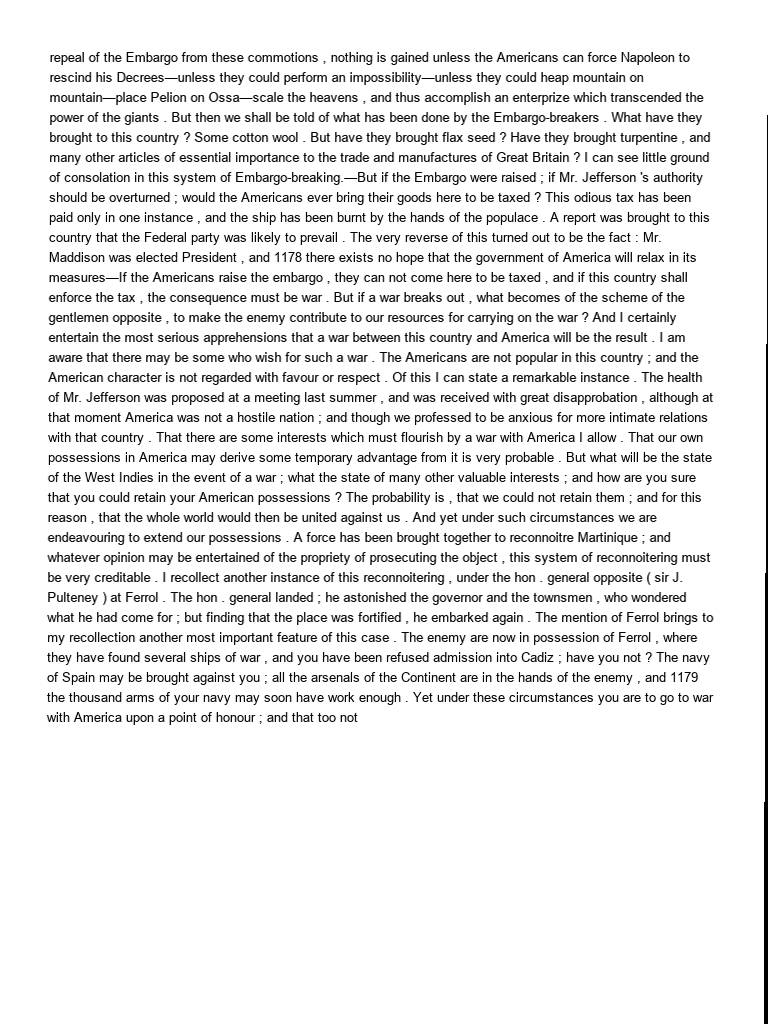 repeal of the Embargo from these commotions , nothing is gained unless the Americans can force Napoleon to
rescind his Decrees—unless they could perform an impossibility—unless they could heap mountain on
mountain—place Pelion on Ossa—scale the heavens , and thus accomplish an enterprize which transcended the
power of the giants . But then we shall be told of what has been done by the Embargo-breakers . What have they
brought to this country ? Some cotton wool . But have they brought flax seed ? Have they brought turpentine , and
many other articles of essential importance to the trade and manufactures of Great Britain ? I can see little ground
of consolation in this system of Embargo-breaking.—But if the Embargo were raised ; if Mr. Jefferson 's authority
should be overturned ; would the Americans ever bring their goods here to be taxed ? This odious tax has been
paid only in one instance , and the ship has been burnt by the hands of the populace . A report was brought to this
country that the Federal party was likely to prevail . The very reverse of this turned out to be the fact : Mr.
Maddison was elected President , and 1178 there exists no hope that the government of America will relax in its
measures—If the Americans raise the embargo , they can not come here to be taxed , and if this country shall
enforce the tax , the consequence must be war . But if a war breaks out , what becomes of the scheme of the
gentlemen opposite , to make the enemy contribute to our resources for carrying on the war ? And I certainly
entertain the most serious apprehensions that a war between this country and America will be the result . I am
aware that there may be some who wish for such a war . The Americans are not popular in this country ; and the
American character is not regarded with favour or respect . Of this I can state a remarkable instance . The health
of Mr. Jefferson was proposed at a meeting last summer , and was received with great disapprobation , although at
that moment America was not a hostile nation ; and though we professed to be anxious for more intimate relations
with that country . That there are some interests which must flourish by a war with America I allow . That our own
possessions in America may derive some temporary advantage from it is very probable . But what will be the state
of the West Indies in the event of a war ; what the state of many other valuable interests ; and how are you sure
that you could retain your American possessions ? The probability is , that we could not retain them ; and for this
reason , that the whole world would then be united against us . And yet under such circumstances we are
endeavouring to extend our possessions . A force has been brought together to reconnoitre Martinique ; and
whatever opinion may be entertained of the propriety of prosecuting the object , this system of reconnoitering must
be very creditable . I recollect another instance of this reconnoitering , under the hon . general opposite ( sir J.
Pulteney ) at Ferrol . The hon . general landed ; he astonished the governor and the townsmen , who wondered
what he had come for ; but finding that the place was fortified , he embarked again . The mention of Ferrol brings to
my recollection another most important feature of this case . The enemy are now in possession of Ferrol , where
they have found several ships of war , and you have been refused admission into Cadiz ; have you not ? The navy
of Spain may be brought against you ; all the arsenals of the Continent are in the hands of the enemy , and 1179
the thousand arms of your navy may soon have work enough . Yet under these circumstances you are to go to war
with America upon a point of honour ; and that too not